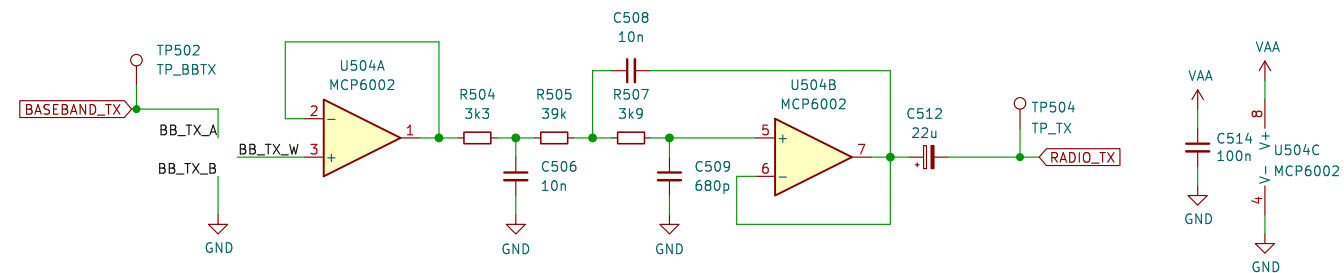 TP502
TP_BBTX
BASEBAND_TX
BB_TX_A
BB_TX_B
GND
BB_TX_W
U504A
MCP6002
2
3
1
−
+
R504
3k3
C506
10n
GND
R505
39k
C508
10n
R507
3k9
C509
680p
GND
U504B
MCP6002
5
6
7
+
−
C512
22u
+
TP504
TP_TX
RADIO_TX
VAA
C514
100n
GND
VAA
8
V+
U504C
MCP6002
V-
4
GND